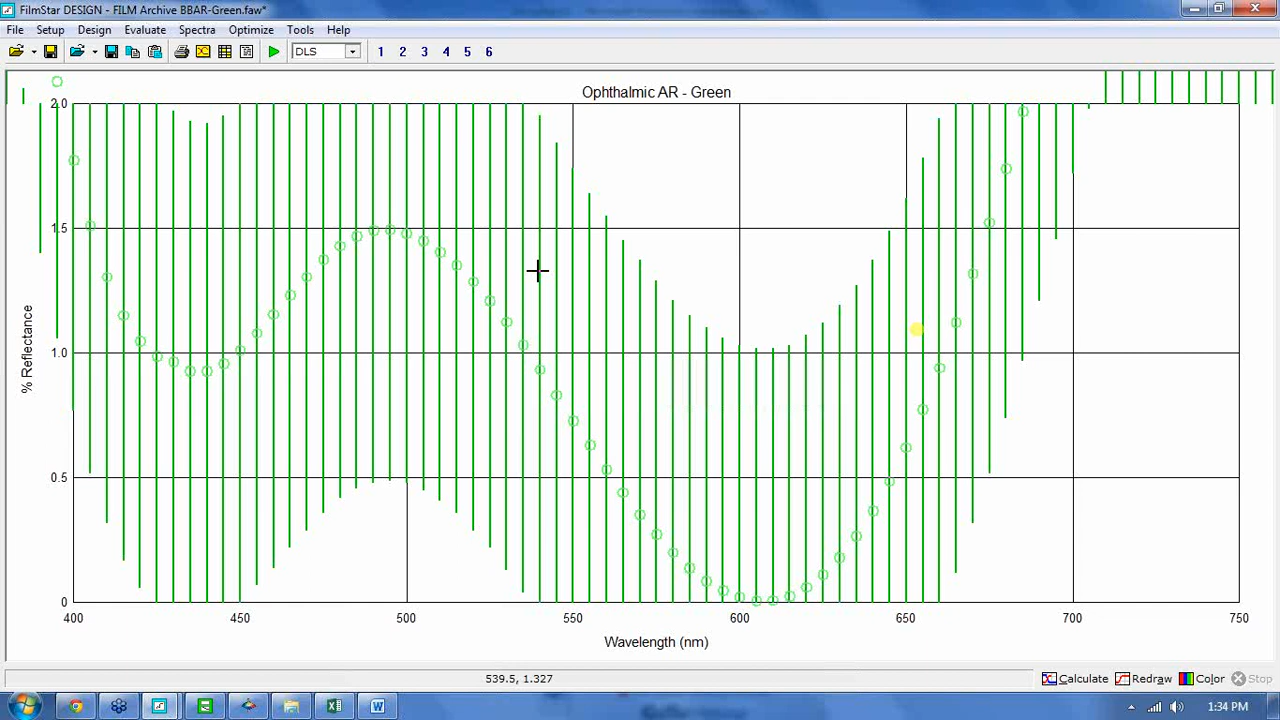 FilmStar DESIGN - FILM Archive BBAR-Green.faw*
File Setup Design Evaluate Spectra Optimize Tools Help
DLS 1 2 3 4 5 6
Ophthalmic AR - Green
2.0
1.5
1.0
0.5
0
% Reflectance
400 450 500 550 600 650 700 750
Wavelength (nm)
539.5, 1.327 Calculate Redraw Color Stop
1:34 PM